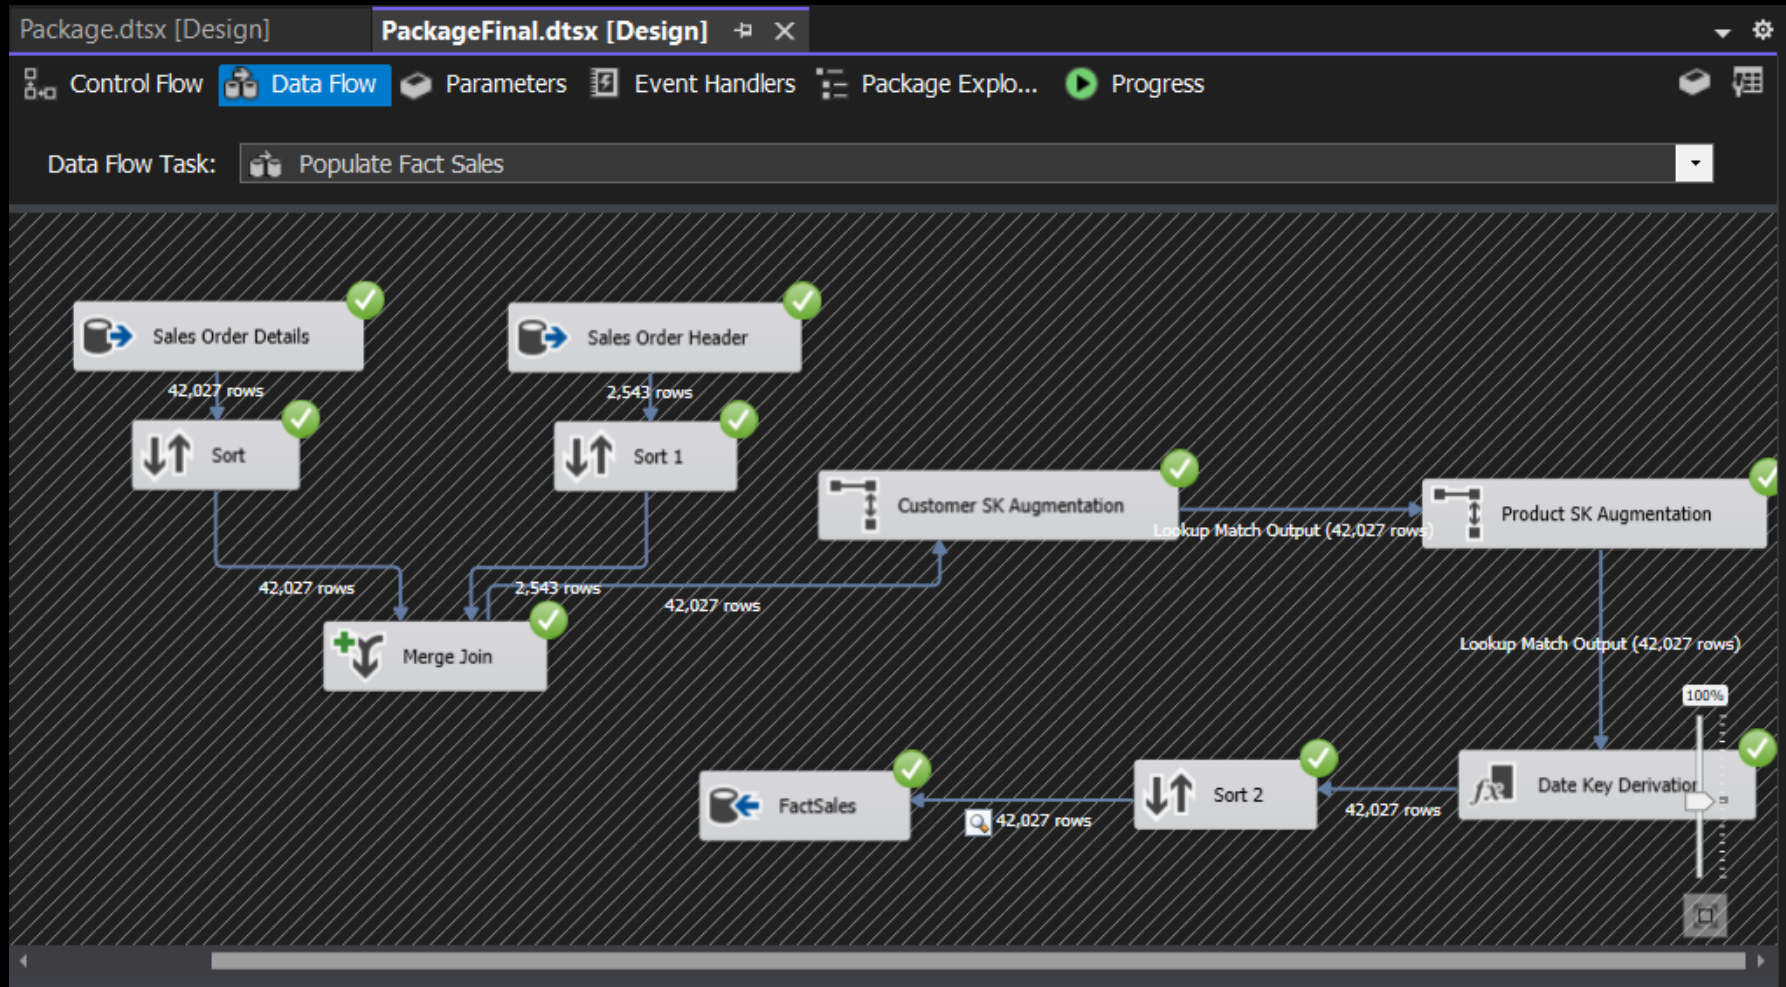 Package.dtsx [Design]
PackageFinal.dtsx [Design]
Control Flow
Data Flow
Parameters
Event Handlers
Package Explo...
Progress
Data Flow Task:
Populate Fact Sales
Sales Order Details
Sales Order Header
42,027 rows
2,543 rows
Sort
Sort 1
Customer SK Augmentation
Product SK Augmentation
Lookup Match Output (42,027 rows)
42,027 rows
2,543 rows
42,027 rows
Merge Join
Lookup Match Output (42,027 rows)
100%
Date Key Derivation
Sort 2
FactSales
42,027 rows
42,027 rows